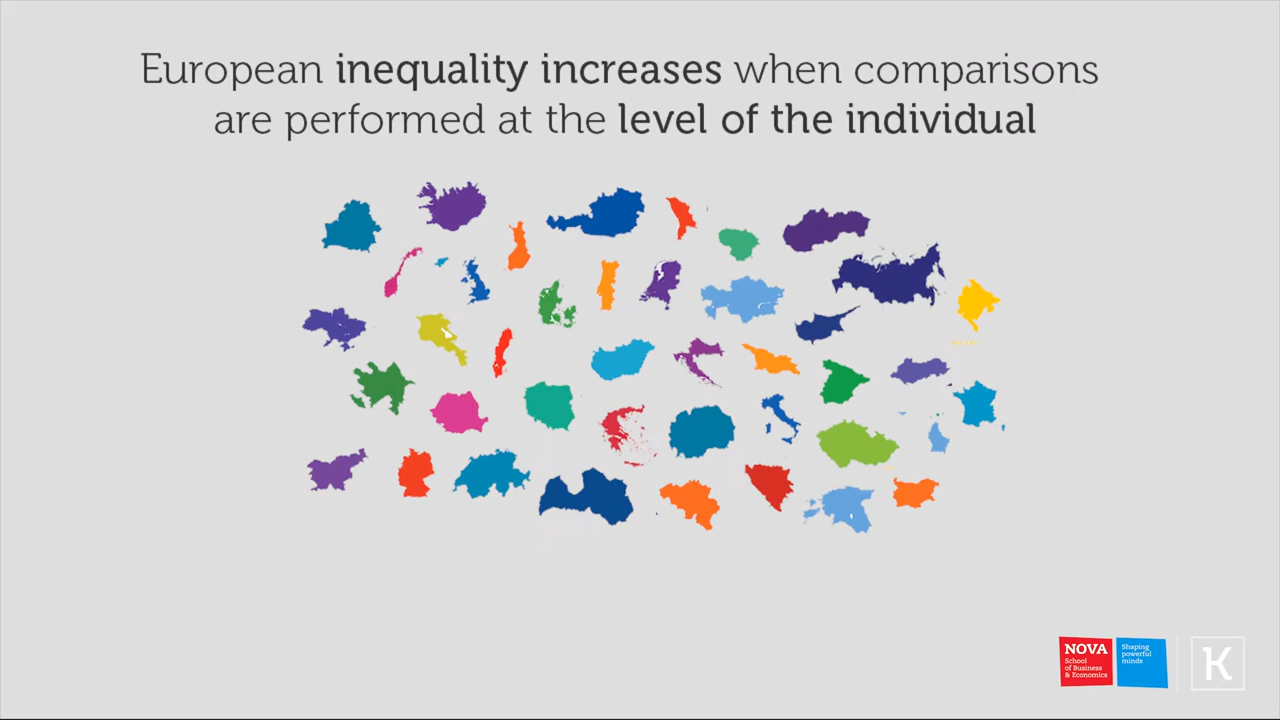 European inequality increases when comparisons
are performed at the level of the individual
NOVA
School
of Business
& Economics
Shaping
powerful
minds
K